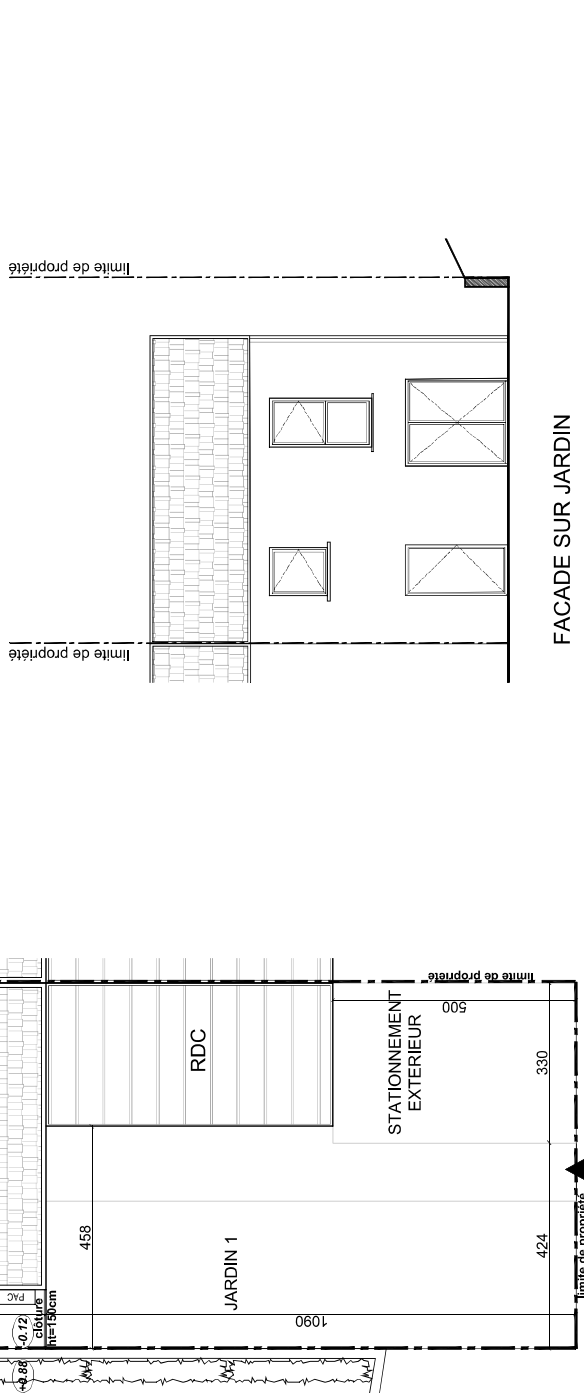 limite de propriété
limite de propriété
FACADE SUR JARDIN
limite de propriété
RDC
STATIONNEMENT
EXTERIEUR
500
330
458
JARDIN 1
424
1090
limite de propriété
PAC
-0.12
+0.88
clôture
ht=150cm